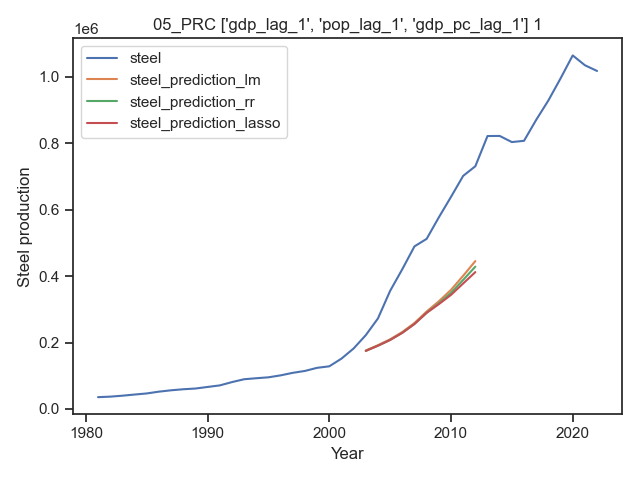 05_PRC ['gdp_lag_1', 'pop_lag_1', 'gdp_pc_lag_1'] 1
1e6
steel
steel_prediction_lm
steel_prediction_rr
steel_prediction_lasso
1.0
0.8
0.6
0.4
0.2
0.0
Steel production
1980
1990
2000
2010
2020
Year